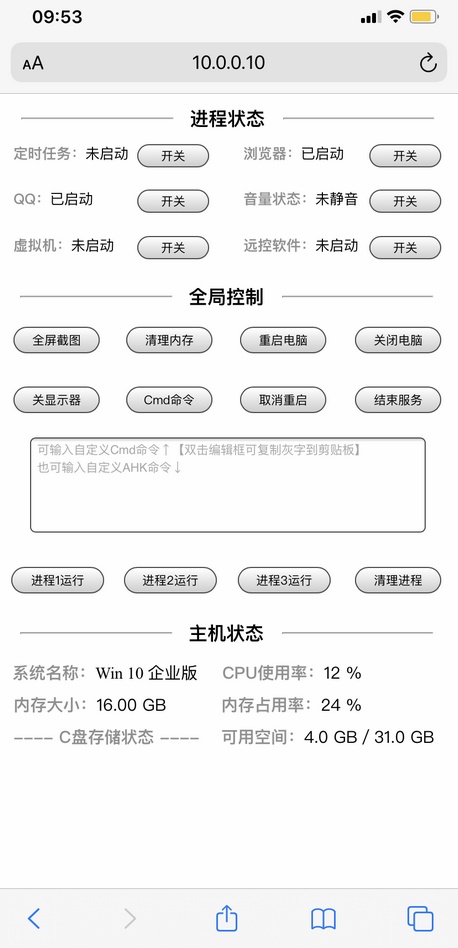 09:53
AA 10.0.0.10
进程状态
定时任务：未启动 开关 浏览器：已启动 开关
QQ：已启动 开关 音量状态：未静音 开关
虚拟机：未启动 开关 远控软件：未启动 开关
全局控制
全屏截图 清理内存 重启电脑 关闭电脑
关显示器 Cmd命令 取消重启 结束服务
可输入自定义Cmd命令↑【双击编辑框可复制灰字到剪贴板】
也可输入自定义AHK命令↓
进程1运行 进程2运行 进程3运行 清理进程
主机状态
系统名称：Win 10 企业版 CPU使用率：12 %
内存大小：16.00 GB 内存占用率：24 %
---- C盘存储状态 ---- 可用空间：4.0 GB / 31.0 GB